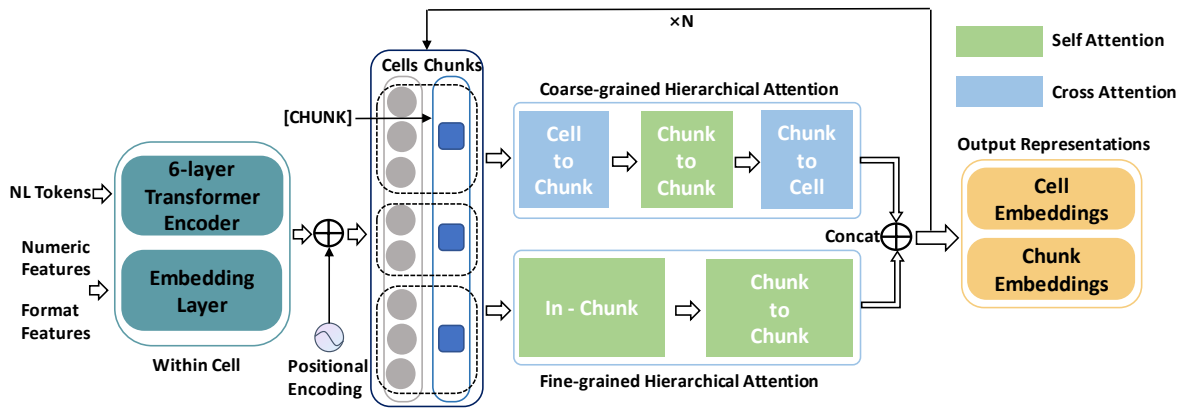 ×N
Self Attention
Cross Attention
Cells
Chunks
[CHUNK]
Coarse-grained Hierarchical Attention
Cell
to
Chunk
Chunk
to
Chunk
Chunk
to
Cell
NL Tokens
6-layer
Transformer
Encoder
Numeric
Features
Format
Features
Embedding
Layer
Within Cell
Positional
Encoding
In - Chunk
Chunk
to
Chunk
Fine-grained Hierarchical Attention
Concat
Output Representations
Cell
Embeddings
Chunk
Embeddings